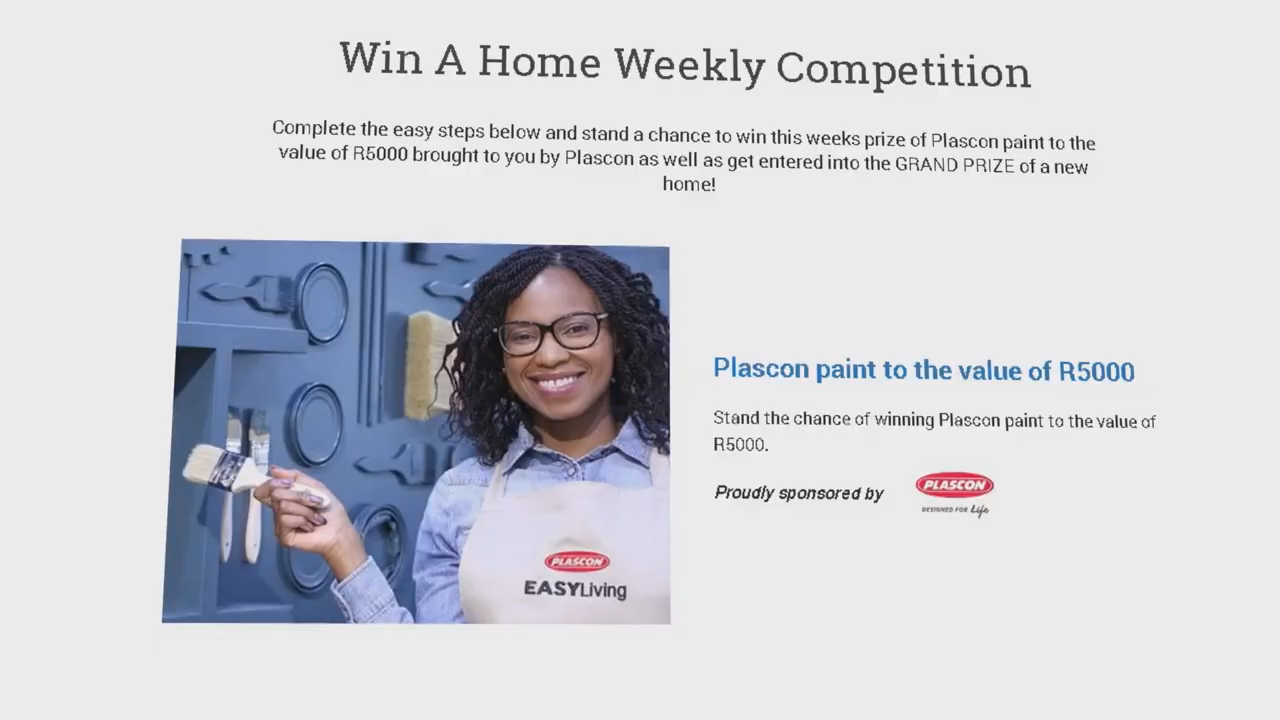 Win A Home Weekly Competition
Complete the easy steps below and stand a chance to win this weeks prize of Plascon paint to the
value of R5000 brought to you by Plascon as well as get entered into the GRAND PRIZE of a new
home!
Plascon paint to the value of R5000
Stand the chance of winning Plascon paint to the value of
R5000.
Proudly sponsored by
PLASCON
DESIGNED FOR Life
PLASCON
EASYLiving